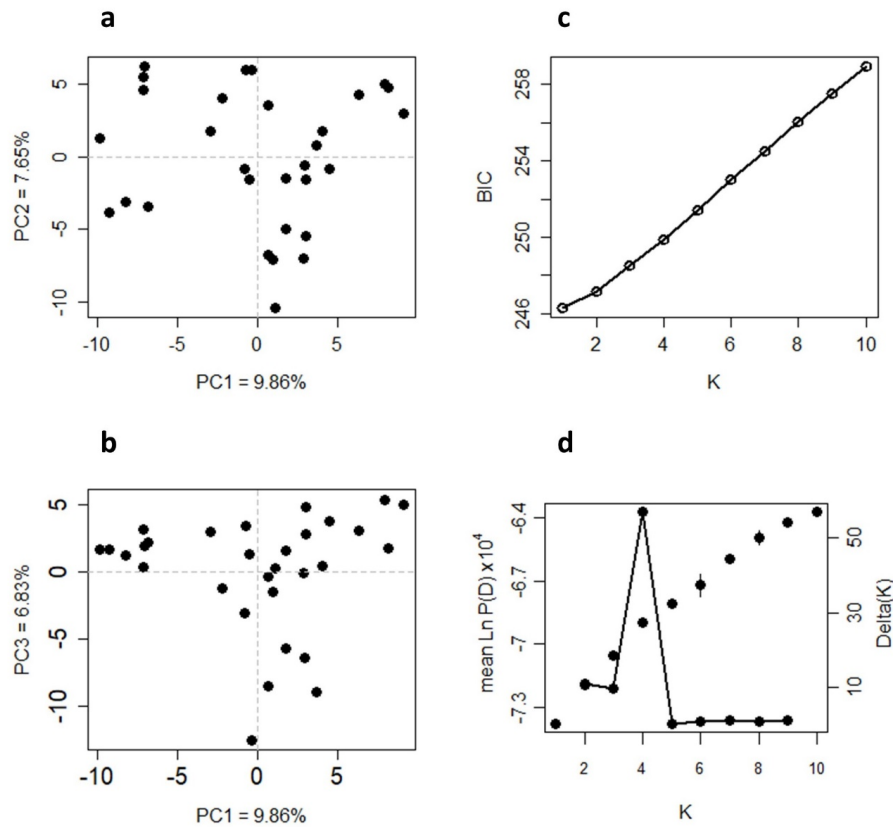 a
5
0
-5
-10
PC2 = 7.65%
-10 -5 0 5
PC1 = 9.86%
c
258
254
250
246
BIC
2 4 6 8 10
K
b
5
0
-5
-10
PC3 = 6.83%
-10 -5 0 5
PC1 = 9.86%
d
-6.4
-6.7
-7
-7.3
mean Ln P(D) x10⁴
50
30
10
Delta(K)
2 4 6 8 10
K